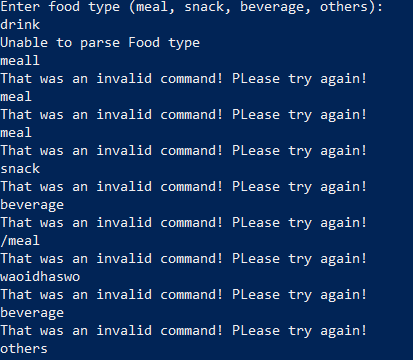 Enter food type (meal, snack, beverage, others):
drink
Unable to parse Food type
meall
That was an invalid command! PLease try again!
meal
That was an invalid command! PLease try again!
meal
That was an invalid command! PLease try again!
snack
That was an invalid command! PLease try again!
beverage
That was an invalid command! PLease try again!
/meal
That was an invalid command! PLease try again!
waoidhaswo
That was an invalid command! PLease try again!
beverage
That was an invalid command! PLease try again!
others